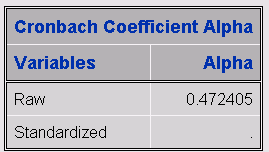 Cronbach Coefficient Alpha
Variables Alpha
Raw 0.472405
Standardized .